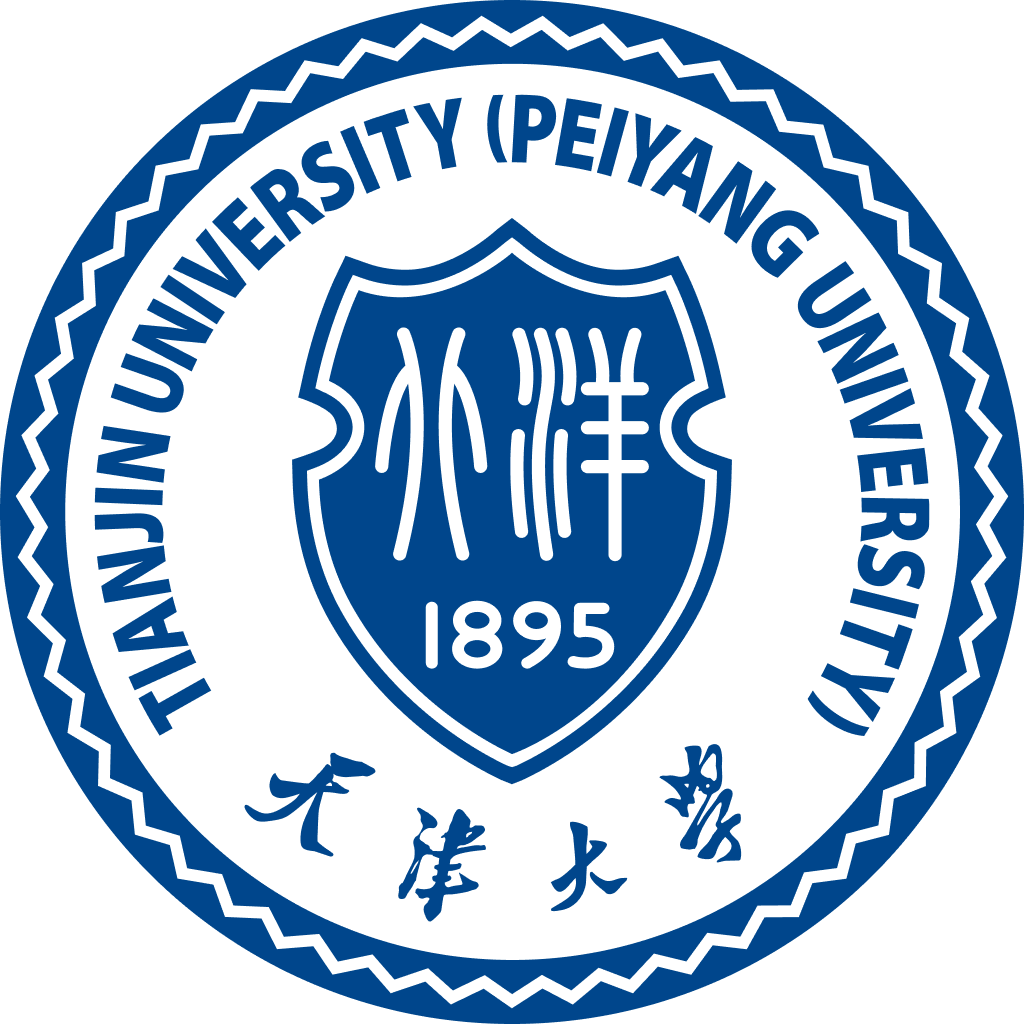 TIANJIN UNIVERSITY (PEIYANG UNIVERSITY)
北洋
1895
天津大学